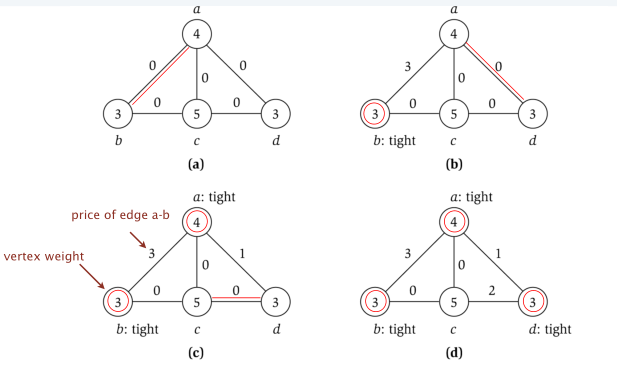 a
4
0 0
0
3 0 5 0 3
b c d
(a)
a
4
3 0
0
3 0 5 0 3
b: tight c d
(b)
price of edge a-b
vertex weight
a: tight
4
3 1
0
3 0 5 0 3
b: tight c d
(c)
a: tight
4
3 1
0
3 0 5 2 3
b: tight c d: tight
(d)